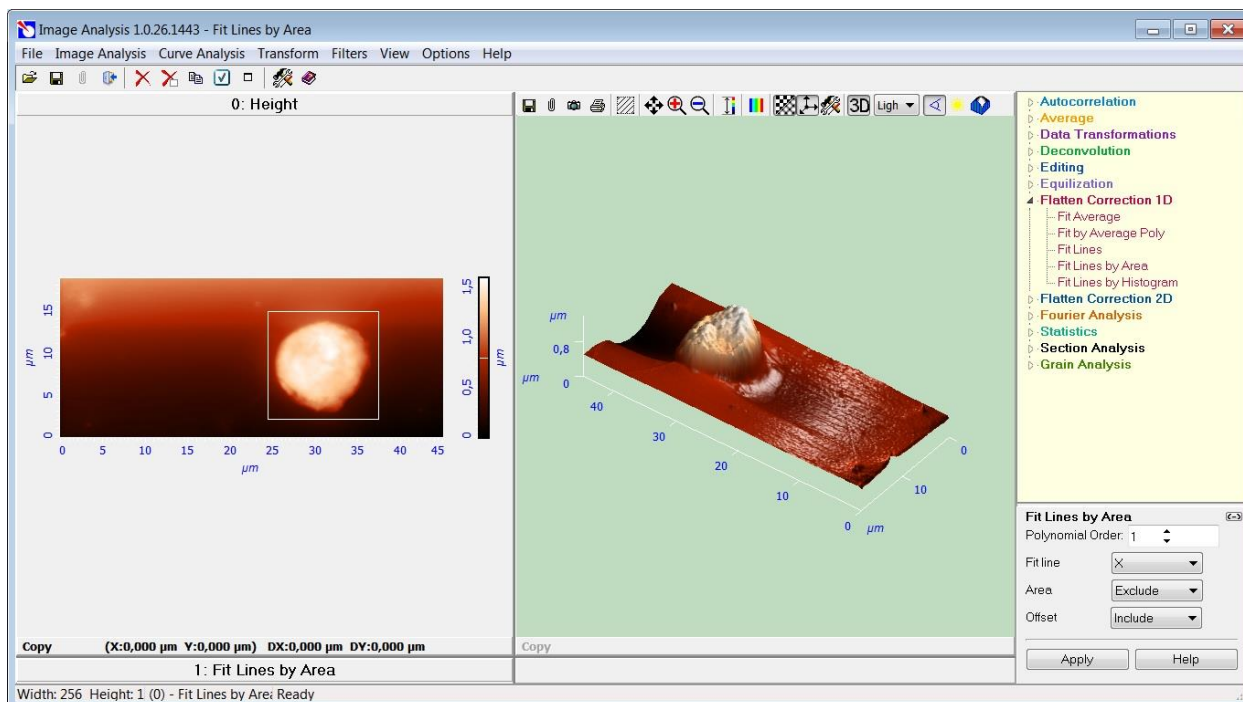 Image Analysis 1.0.26.1443 - Fit Lines by Area
File Image Analysis Curve Analysis Transform Filters View Options Help
0: Height
3D Ligh
15
10
5
0
µm
0 5 10 15 20 25 30 35 40 45
µm
1,5
1,0
0,5
0
µm
µm
0,8
µm 0
40
30
20
10
0 µm
10
0
Copy (X:0,000 µm Y:0,000 µm) DX:0,000 µm DY:0,000 µm
Copy
1: Fit Lines by Area
Width: 256 Height: 1 (0) - Fit Lines by Are Ready
Autocorrelation
Average
Data Transformations
Deconvolution
Editing
Equilization
Flatten Correction 1D
Fit Average
Fit by Average Poly
Fit Lines
Fit Lines by Area
Fit Lines by Histogram
Flatten Correction 2D
Fourier Analysis
Statistics
Section Analysis
Grain Analysis
Fit Lines by Area
Polynomial Order: 1
Fit line X
Area Exclude
Offset Include
Apply Help